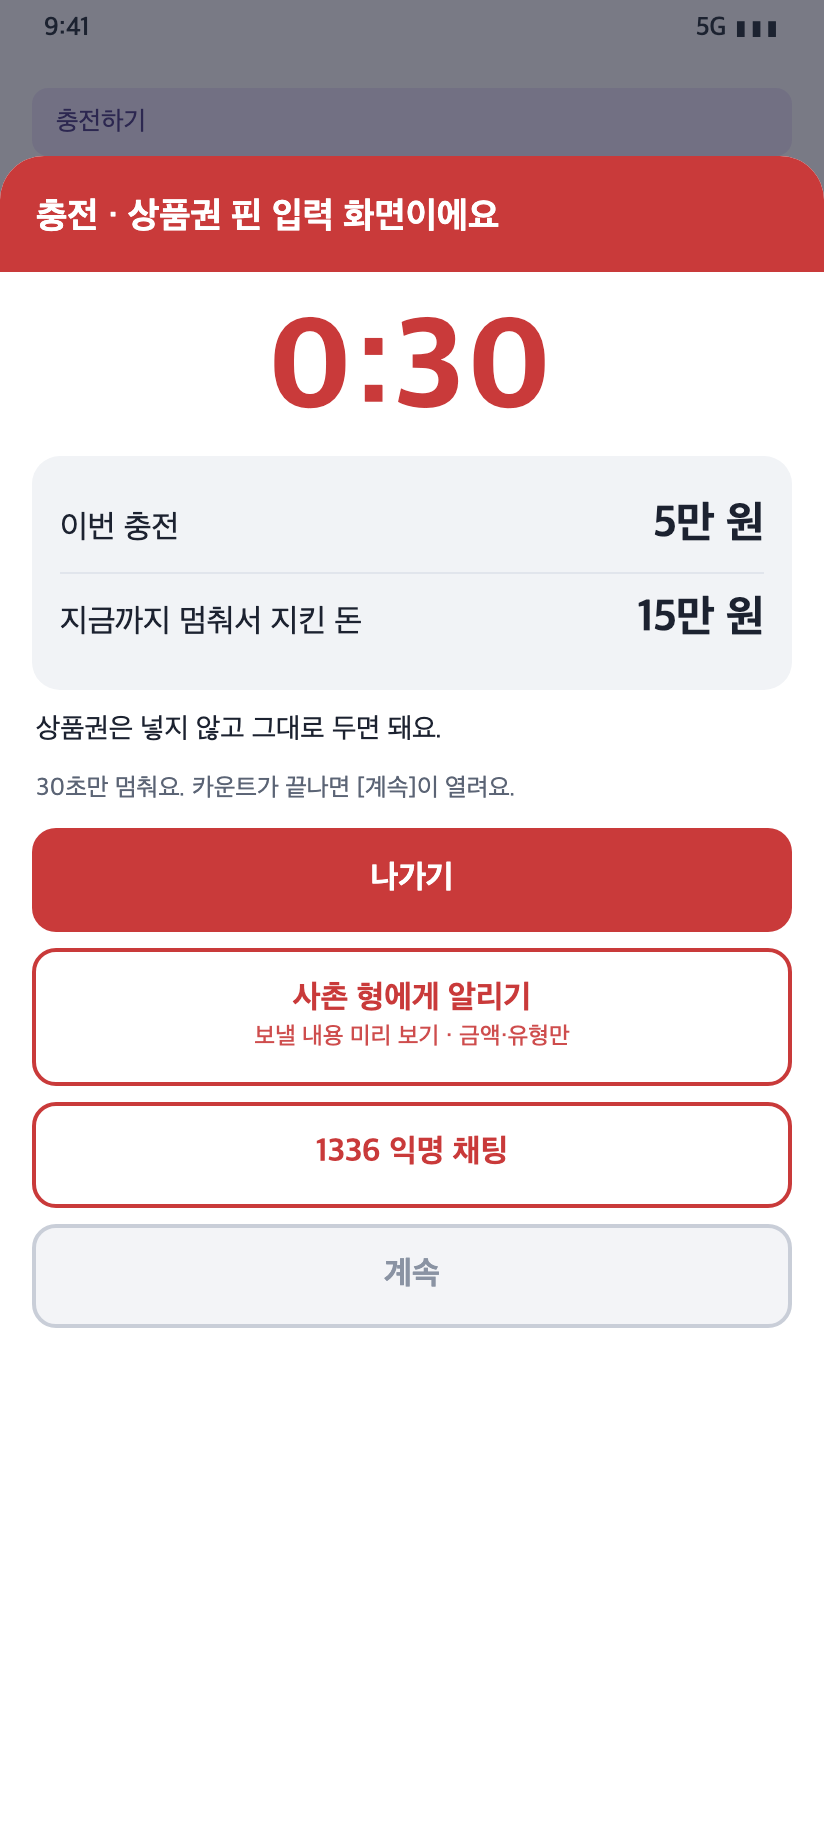 9:41
5G
충전하기
충전 · 상품권 핀 입력 화면이에요
0:30
이번 충전
5만 원
지금까지 멈춰서 지킨 돈
15만 원
상품권은 넣지 않고 그대로 두면 돼요.
30초만 멈춰요. 카운트가 끝나면 [계속]이 열려요.
나가기
사촌 형에게 알리기
보낼 내용 미리 보기 · 금액·유형만
1336 익명 채팅
계속